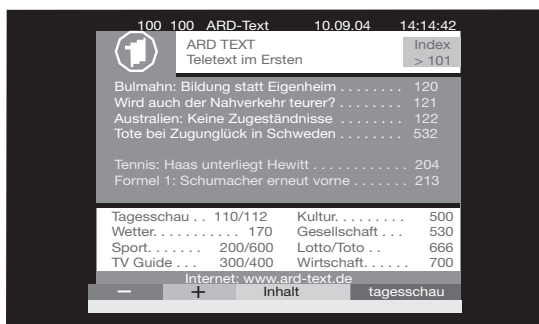 100 100 ARD-Text 10.09.04 14:14:42
ARD TEXT Index
Teletext im Ersten > 101
Bulmahn: Bildung statt Eigenheim . . . . . . . . 120
Wird auch der Nahverkehr teurer? . . . . . . . . 121
Australien: Keine Zugeständnisse . . . . . . . . 122
Tote bei Zugunglück in Schweden . . . . . . . . 532
Tennis: Haas unterliegt Hewitt . . . . . . . . . . . . 204
Formel 1: Schumacher erneut vorne . . . . . . . 213
Tagesschau . . 110/112 Kultur. . . . . . . . . 500
Wetter. . . . . . . . . . . 170 Gesellschaft . . . 530
Sport. . . . . . . 200/600 Lotto/Toto . . 666
TV Guide . . . 300/400 Wirtschaft. . . . . . 700
Internet: www.ard-text.de
– + Inhalt tagesschau